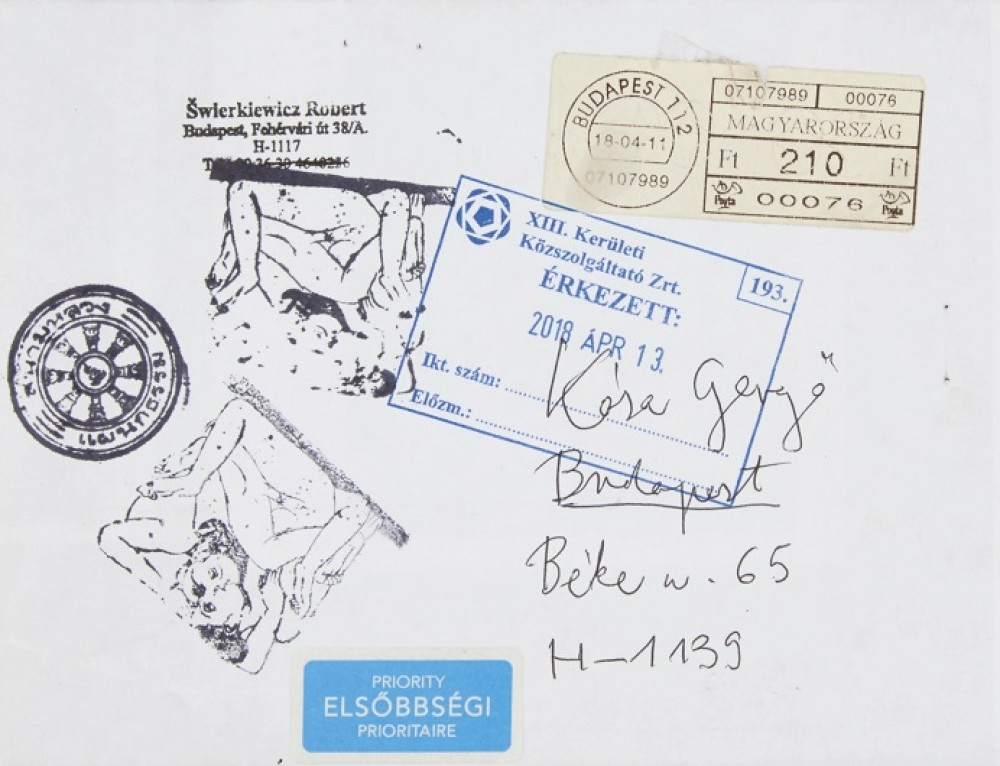 Šwierkiewicz Robert
Budapest, Fehérvári út 38/A.
H-1117
BUDAPEST 112
18-04-11
07107989
07107989 00076
MAGYARORSZÁG
Ft 210 Ft
Posta 00076 Posta
XIII. Kerületi
Közszolgáltató Zrt.
193.
ÉRKEZETT:
2018 ÁPR 13.
Ikt. szám:
Előzm.:
Kósa Gergő
Budapest
Béke u. 65
H-1139
PRIORITY
ELSŐBBSÉGI
PRIORITAIRE